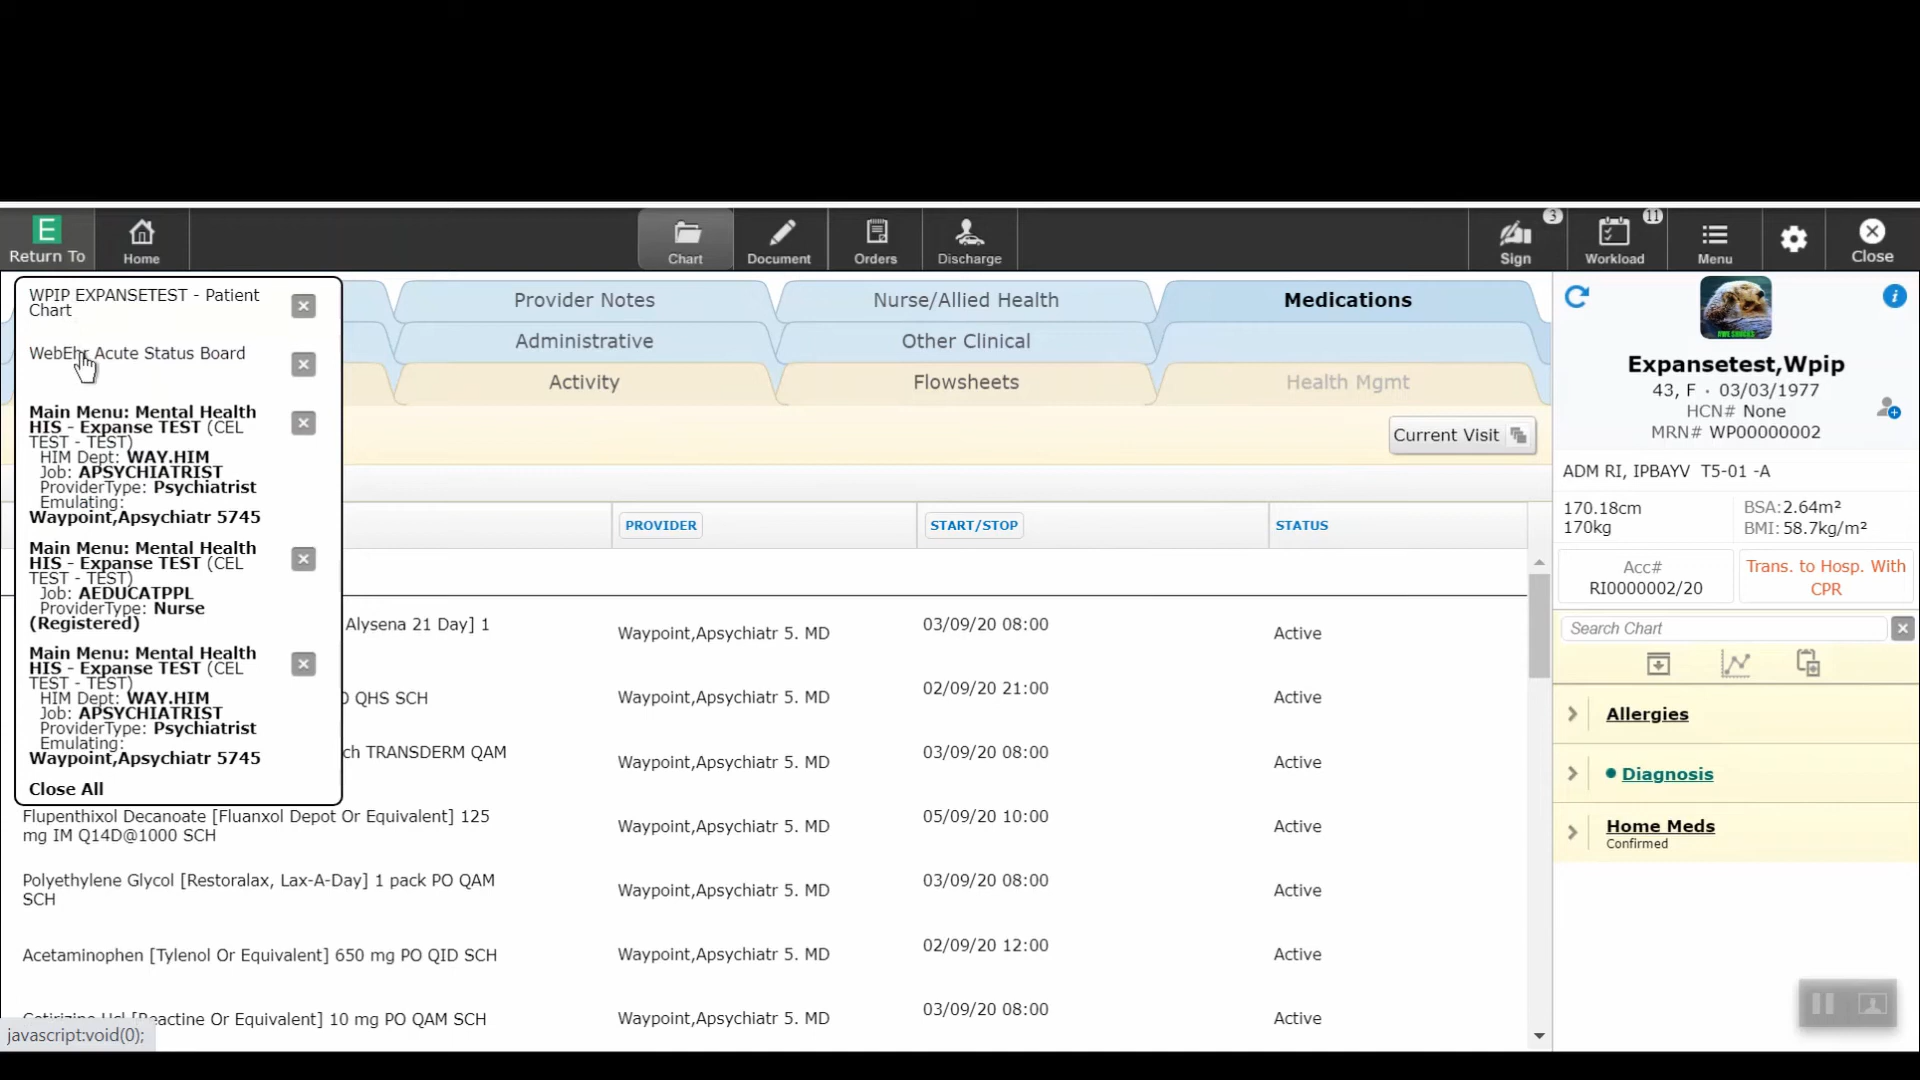 E
Return To
Home
Chart
Document
Orders
Discharge
3
Sign
11
Workload
Menu
Close
WPIP EXPANSETEST - Patient
Chart
WebEhr Acute Status Board
Main Menu: Mental Health
HIS - Expanse TEST (CEL
TEST - TEST)
HIM Dept: WAY.HIM
Job: APSYCHIATRIST
ProviderType: Psychiatrist
Emulating:
Waypoint,Apsychiatr 5745
Main Menu: Mental Health
HIS - Expanse TEST (CEL
TEST - TEST)
Job: AEDUCATPPL
ProviderType: Nurse
(Registered)
Main Menu: Mental Health
HIS - Expanse TEST (CEL
TEST - TEST)
HIM Dept: WAY.HIM
Job: APSYCHIATRIST
ProviderType: Psychiatrist
Emulating:
Waypoint,Apsychiatr 5745
Close All
Provider Notes
Nurse/Allied Health
Medications
Administrative
Other Clinical
Activity
Flowsheets
Health Mgmt
Current Visit
PROVIDER
START/STOP
STATUS
Alysena 21 Day] 1
Waypoint,Apsychiatr 5. MD
03/09/20 08:00
Active
QHS SCH
Waypoint,Apsychiatr 5. MD
02/09/20 21:00
Active
ch TRANSDERM QAM
Waypoint,Apsychiatr 5. MD
03/09/20 08:00
Active
Flupenthixol Decanoate [Fluanxol Depot Or Equivalent] 125
mg IM Q14D@1000 SCH
Waypoint,Apsychiatr 5. MD
05/09/20 10:00
Active
Polyethylene Glycol [Restoralax, Lax-A-Day] 1 pack PO QAM
SCH
Waypoint,Apsychiatr 5. MD
03/09/20 08:00
Active
Acetaminophen [Tylenol Or Equivalent] 650 mg PO QID SCH
Waypoint,Apsychiatr 5. MD
02/09/20 12:00
Active
Cetirizine Hcl [Reactine Or Equivalent] 10 mg PO QAM SCH
Waypoint,Apsychiatr 5. MD
03/09/20 08:00
Active
javascript:void(0);
Expansetest,Wpip
43, F · 03/03/1977
HCN# None
MRN# WP00000002
ADM RI, IPBAYV T5-01 -A
170.18cm
170kg
BSA:2.64m²
BMI: 58.7kg/m²
Acc#
RI0000002/20
Trans. to Hosp. With
CPR
Search Chart
Allergies
Diagnosis
Home Meds
Confirmed